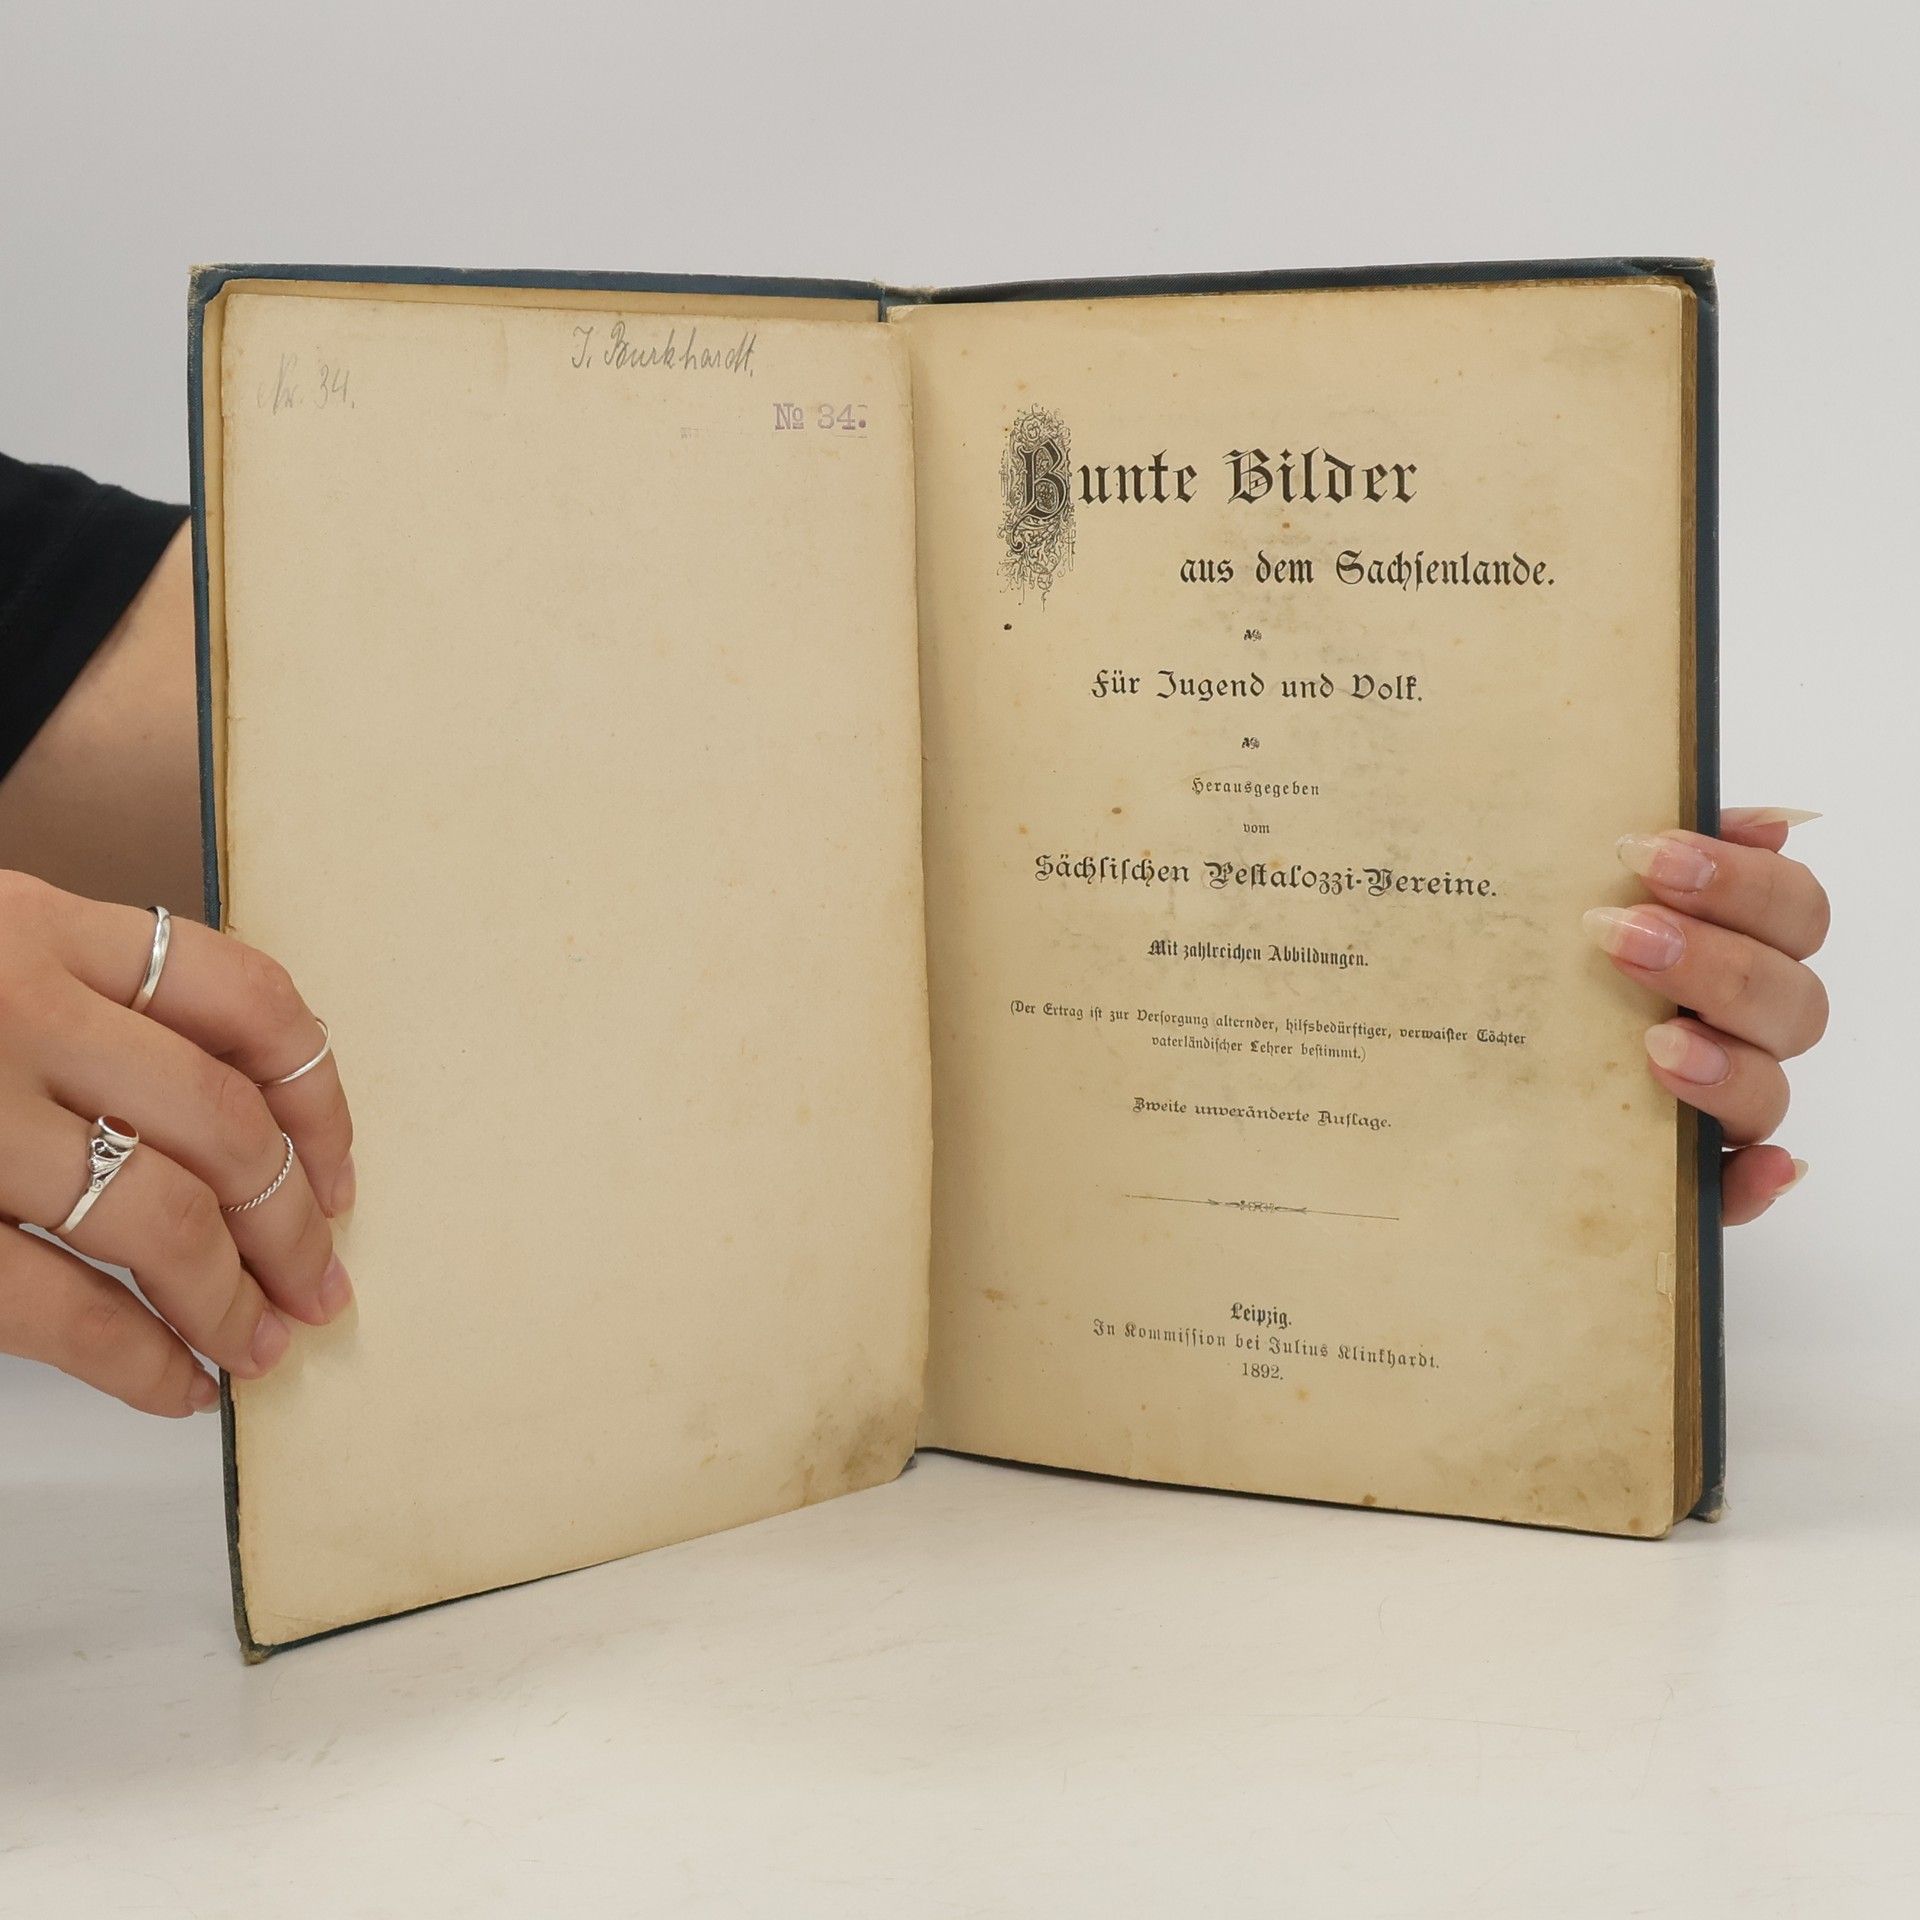 Nr. 34.
J. Burkhardt.
No 34.
Bunte Bilder
aus dem Sachsenlande.
Für Jugend und Volk.
Herausgegeben
vom
Sächsischen Pestalozzi-Vereine.
Mit zahlreichen Abbildungen.
(Der Ertrag ist zur Versorgung alternder, hilfsbedürftiger, verwaister Töchter
vaterländischer Lehrer bestimmt.)
Zweite unveränderte Auflage.
Leipzig.
In Kommission bei Julius Klinkhardt.
1892.